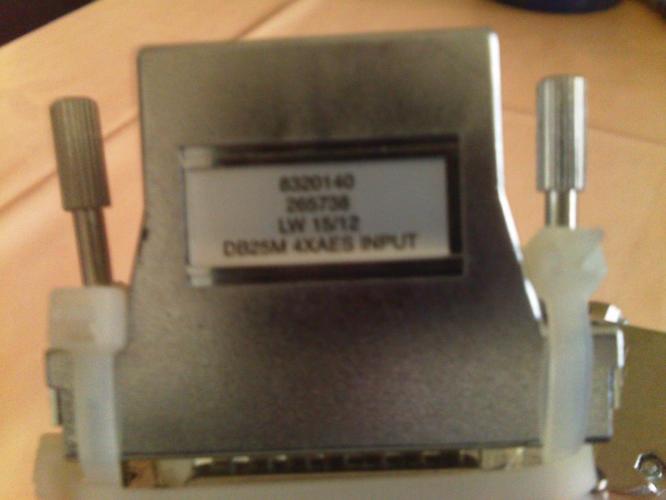 8320140
265738
LW 15/12
DB25M 4XAES INPUT